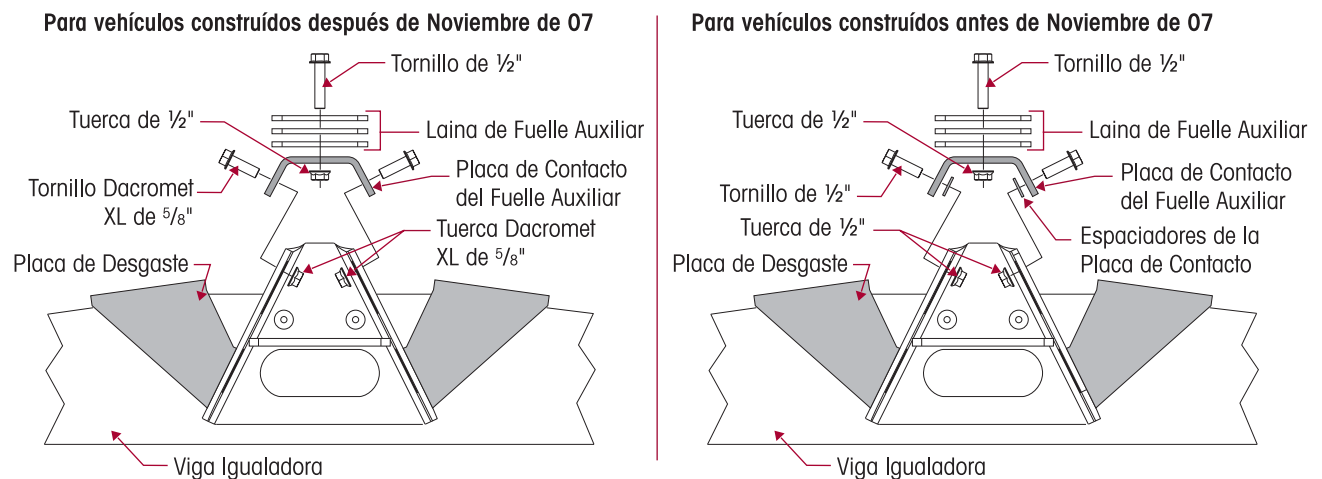 Para vehículos construídos después de Noviembre de 07
Tornillo de ½"
Tuerca de ½"
Laina de Fuelle Auxiliar
Tornillo Dacromet
XL de 5/8"
Placa de Contacto
del Fuelle Auxiliar
Tuerca Dacromet
XL de 5/8"
Placa de Desgaste
Viga Igualadora
Para vehículos construídos antes de Noviembre de 07
Tornillo de ½"
Tuerca de ½"
Laina de Fuelle Auxiliar
Tornillo de ½"
Placa de Contacto
del Fuelle Auxiliar
Tuerca de ½"
Espaciadores de la
Placa de Contacto
Placa de Desgaste
Viga Igualadora